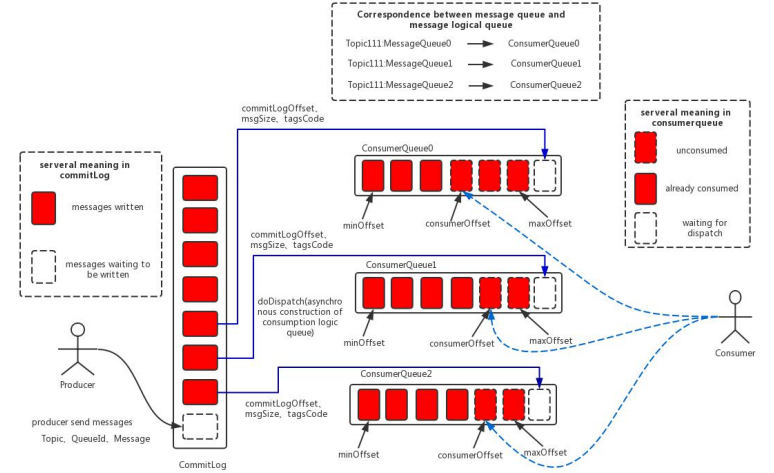 Correspondence between message queue and
message logical queue
Topic111:MessageQueue0
ConsumerQueue0
Topic111:MessageQueue1
ConsumerQueue1
Topic111:MessageQueue2
ConsumerQueue2
serveral meaning in
commitLog
messages written
messages waiting to
be written
serveral meaning in
consumerqueue
unconsumed
already consumed
waiting for
dispatch
commitLogOffset、
msgSize、tagsCode
ConsumerQueue0
minOffset
consumerOffset
maxOffset
commitLogOffset、
msgSize、tagsCode
ConsumerQueue1
doDispatch(asynchro
nous construction of
consumption logic
queue)
minOffset
consumerOffset
maxOffset
ConsumerQueue2
commitLogOffset、
msgSize、tagsCode
minOffset
consumerOffset
maxOffset
Producer
producer send messages
Topic、QueueId、Message
CommitLog
Consumer